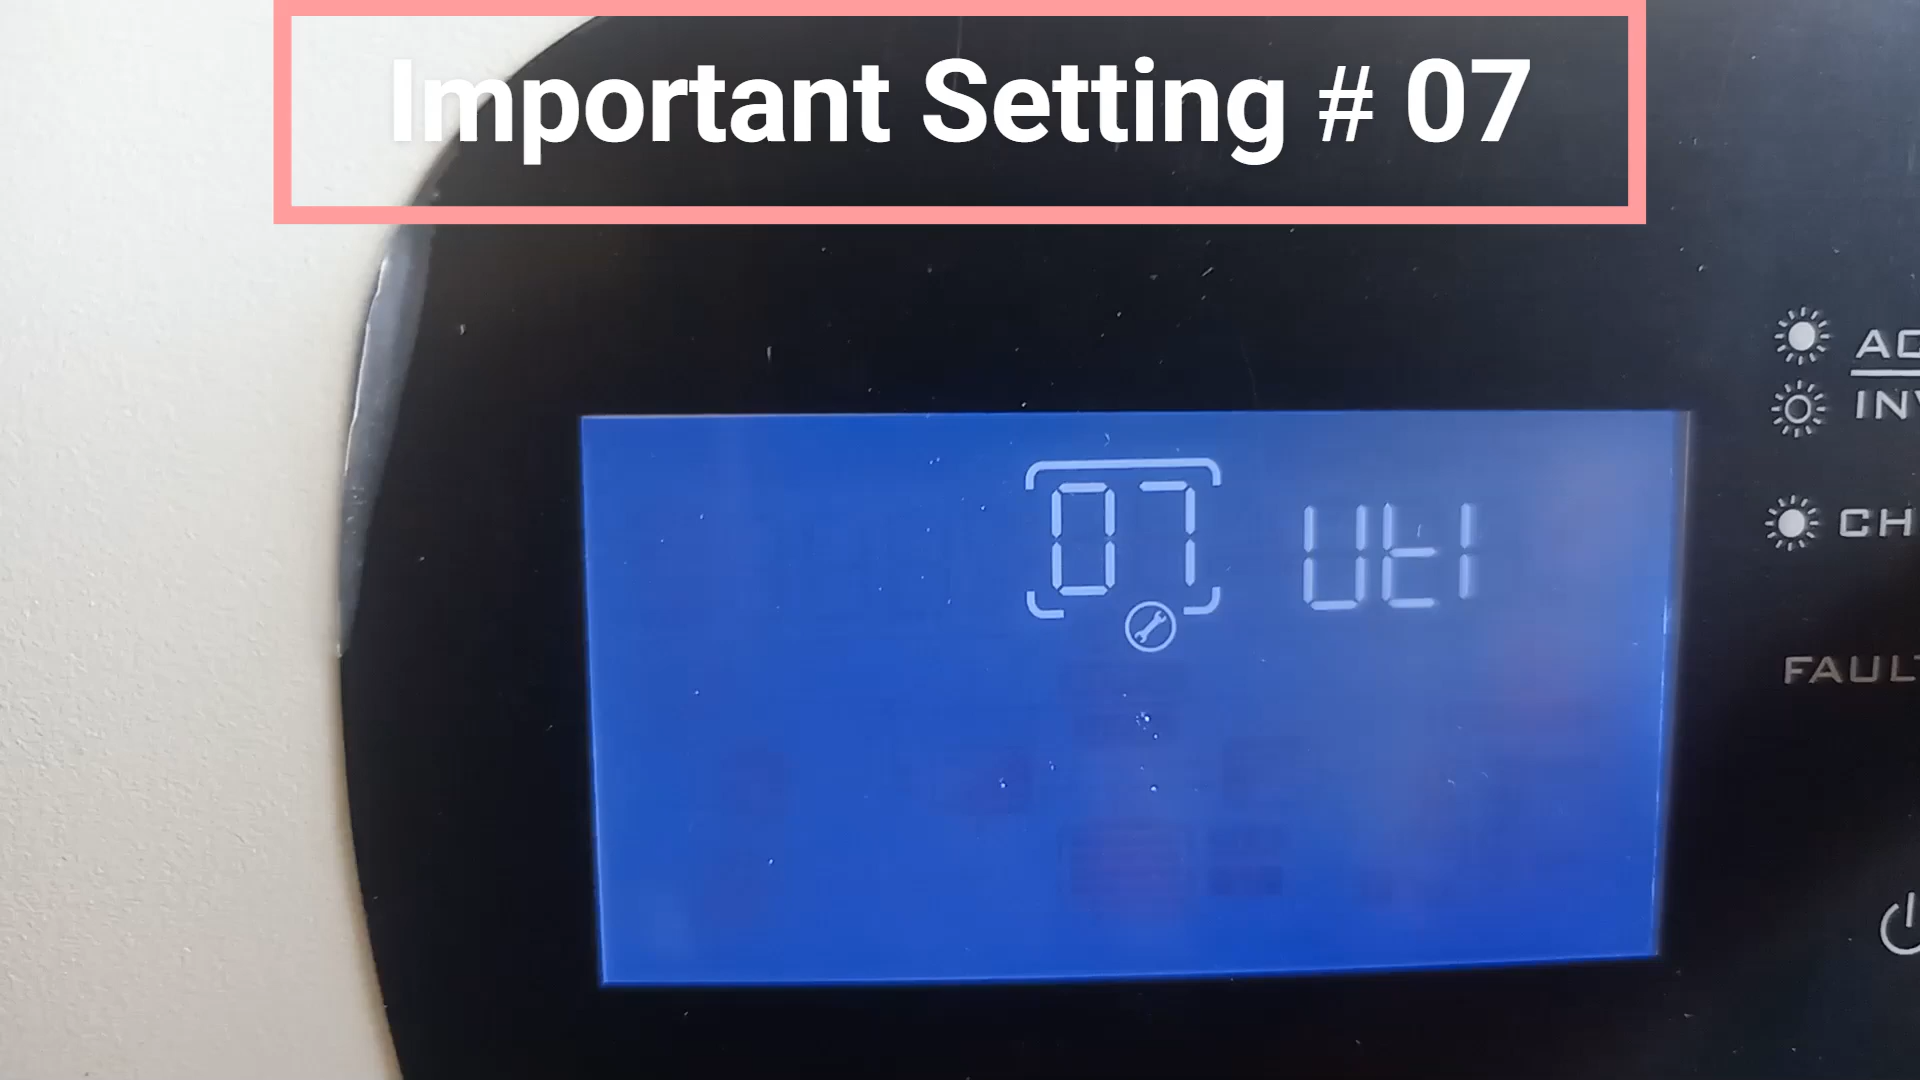 Important Setting # 07
07 UtI
AC
INV
CH
FAULT